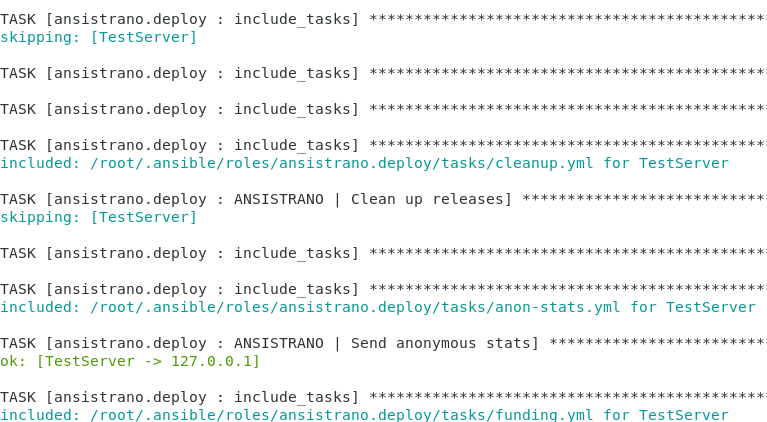 TASK [ansistrano.deploy : include_tasks] ********************************************
skipping: [TestServer]
TASK [ansistrano.deploy : include_tasks] ********************************************
TASK [ansistrano.deploy : include_tasks] ********************************************
TASK [ansistrano.deploy : include_tasks] ********************************************
included: /root/.ansible/roles/ansistrano.deploy/tasks/cleanup.yml for TestServer
TASK [ansistrano.deploy : ANSISTRANO | Clean up releases] ***************************
skipping: [TestServer]
TASK [ansistrano.deploy : include_tasks] ********************************************
TASK [ansistrano.deploy : include_tasks] ********************************************
included: /root/.ansible/roles/ansistrano.deploy/tasks/anon-stats.yml for TestServer
TASK [ansistrano.deploy : ANSISTRANO | Send anonymous stats] ************************
ok: [TestServer -> 127.0.0.1]
TASK [ansistrano.deploy : include_tasks] ********************************************
included: /root/.ansible/roles/ansistrano.deploy/tasks/funding.yml for TestServer